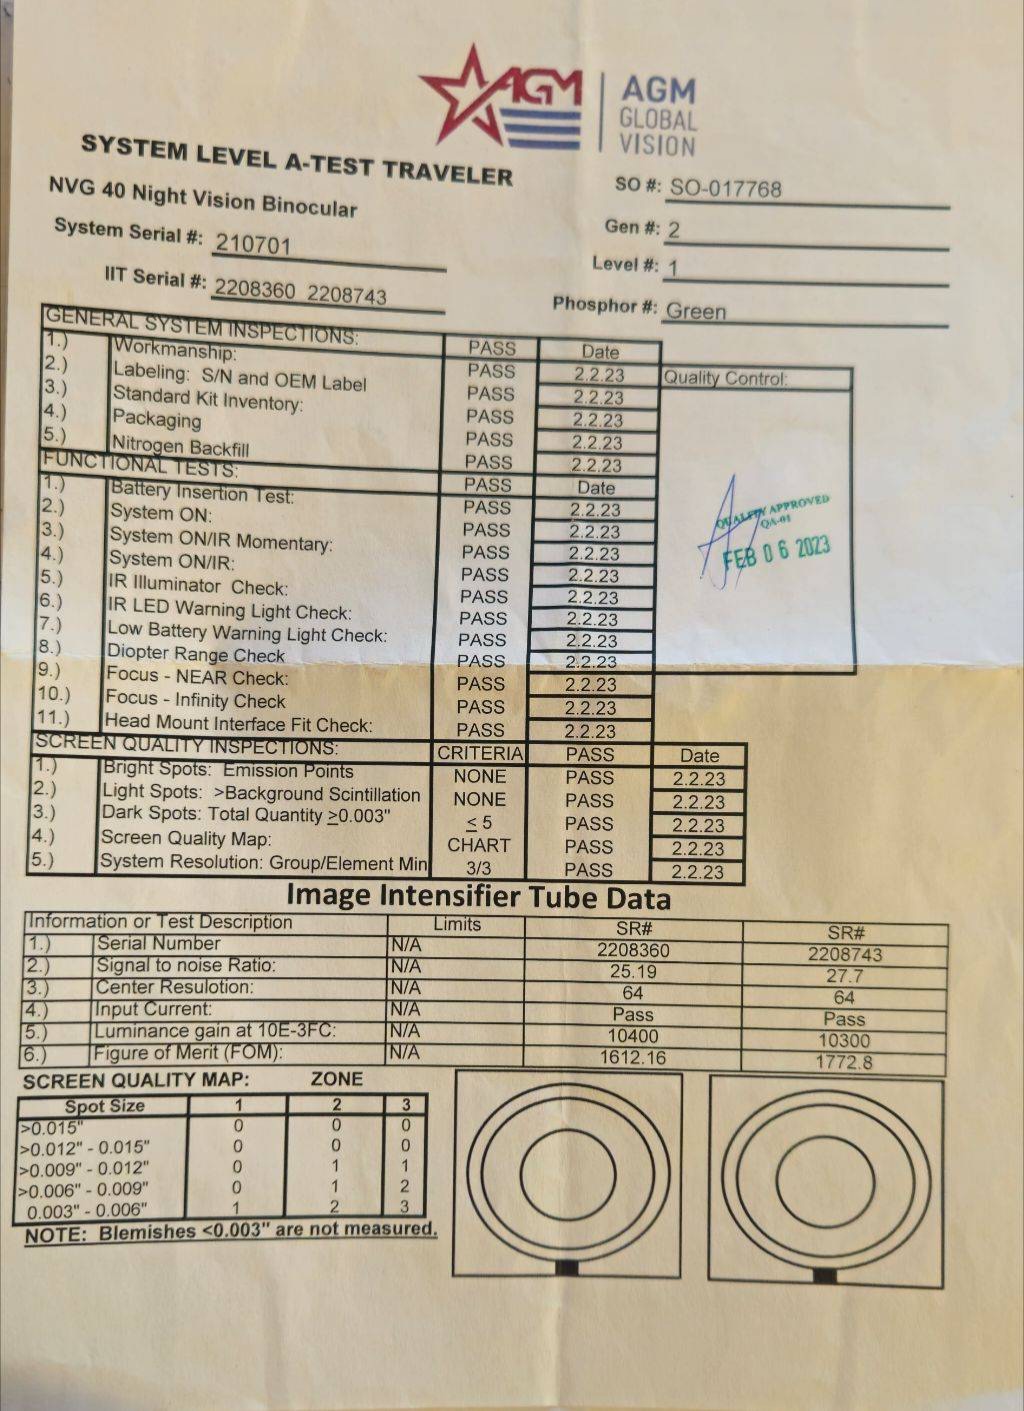 AGM
AGM
GLOBAL
VISION
SYSTEM LEVEL A-TEST TRAVELER
NVG 40 Night Vision Binocular
System Serial #: 210701
IIT Serial #: 2208360 2208743
SO #: SO-017768
Gen #: 2
Level #: 1
Phosphor #: Green
GENERAL SYSTEM INSPECTIONS: PASS Date
1.) Workmanship: PASS 2.2.23
2.) Labeling: S/N and OEM Label PASS 2.2.23
3.) Standard Kit Inventory: PASS 2.2.23
4.) Packaging PASS 2.2.23
5.) Nitrogen Backfill PASS 2.2.23
Quality Control:
QUALITY APPROVED
QA-01
FEB 06 2023
FUNCTIONAL TESTS: PASS Date
1.) Battery Insertion Test: PASS 2.2.23
2.) System ON: PASS 2.2.23
3.) System ON/IR Momentary: PASS 2.2.23
4.) System ON/IR: PASS 2.2.23
5.) IR Illuminator Check: PASS 2.2.23
6.) IR LED Warning Light Check: PASS 2.2.23
7.) Low Battery Warning Light Check: PASS 2.2.23
8.) Diopter Range Check PASS 2.2.23
9.) Focus - NEAR Check: PASS 2.2.23
10.) Focus - Infinity Check PASS 2.2.23
11.) Head Mount Interface Fit Check: PASS 2.2.23
SCREEN QUALITY INSPECTIONS: CRITERIA PASS Date
1.) Bright Spots: Emission Points NONE PASS 2.2.23
2.) Light Spots: >Background Scintillation NONE PASS 2.2.23
3.) Dark Spots: Total Quantity ≥0.003" ≤ 5 PASS 2.2.23
4.) Screen Quality Map: CHART PASS 2.2.23
5.) System Resolution: Group/Element Min 3/3 PASS 2.2.23
Image Intensifier Tube Data
Information or Test Description Limits SR# SR#
1.) Serial Number N/A 2208360 2208743
2.) Signal to noise Ratio: N/A 25.19 27.7
3.) Center Resulotion: N/A 64 64
4.) Input Current: N/A Pass Pass
5.) Luminance gain at 10E-3FC: N/A 10400 10300
6.) Figure of Merit (FOM): N/A 1612.16 1772.8
SCREEN QUALITY MAP: ZONE
Spot Size 1 2 3
>0.015" 0 0 0
>0.012" - 0.015" 0 0 0
>0.009" - 0.012" 0 1 1
>0.006" - 0.009" 0 1 2
0.003" - 0.006" 1 2 3
NOTE: Blemishes <0.003" are not measured.